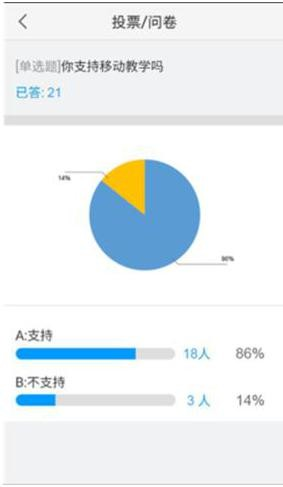 投票/问卷
[单选题]你支持移动教学吗
已答: 21
14%
86%
A:支持
18人 86%
B:不支持
3 人 14%